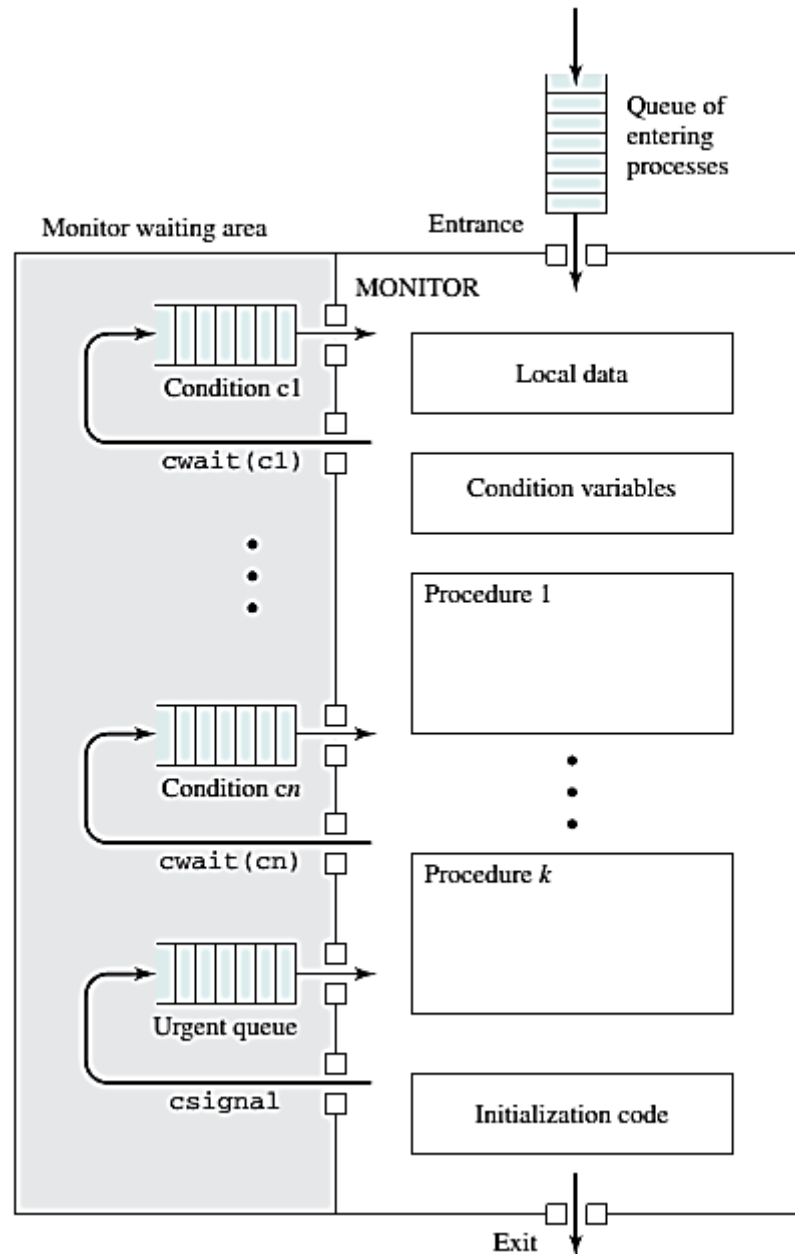 Queue of
entering
processes
Monitor waiting area
Entrance
MONITOR
Condition c1
Local data
cwait(c1)
Condition variables
Procedure 1
Condition cn
cwait(cn)
Procedure k
Urgent queue
csignal
Initialization code
Exit